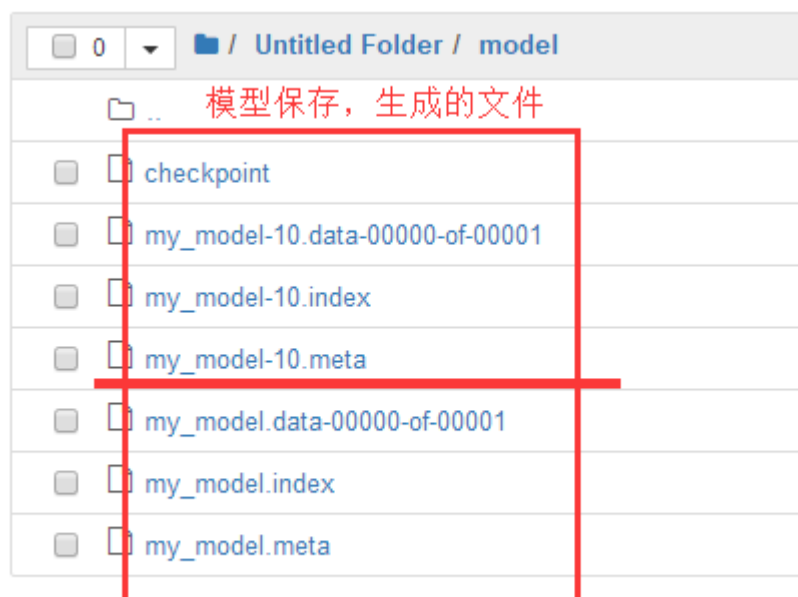 0 / Untitled Folder / model
.. 模型保存，生成的文件
checkpoint
my_model-10.data-00000-of-00001
my_model-10.index
my_model-10.meta
my_model.data-00000-of-00001
my_model.index
my_model.meta